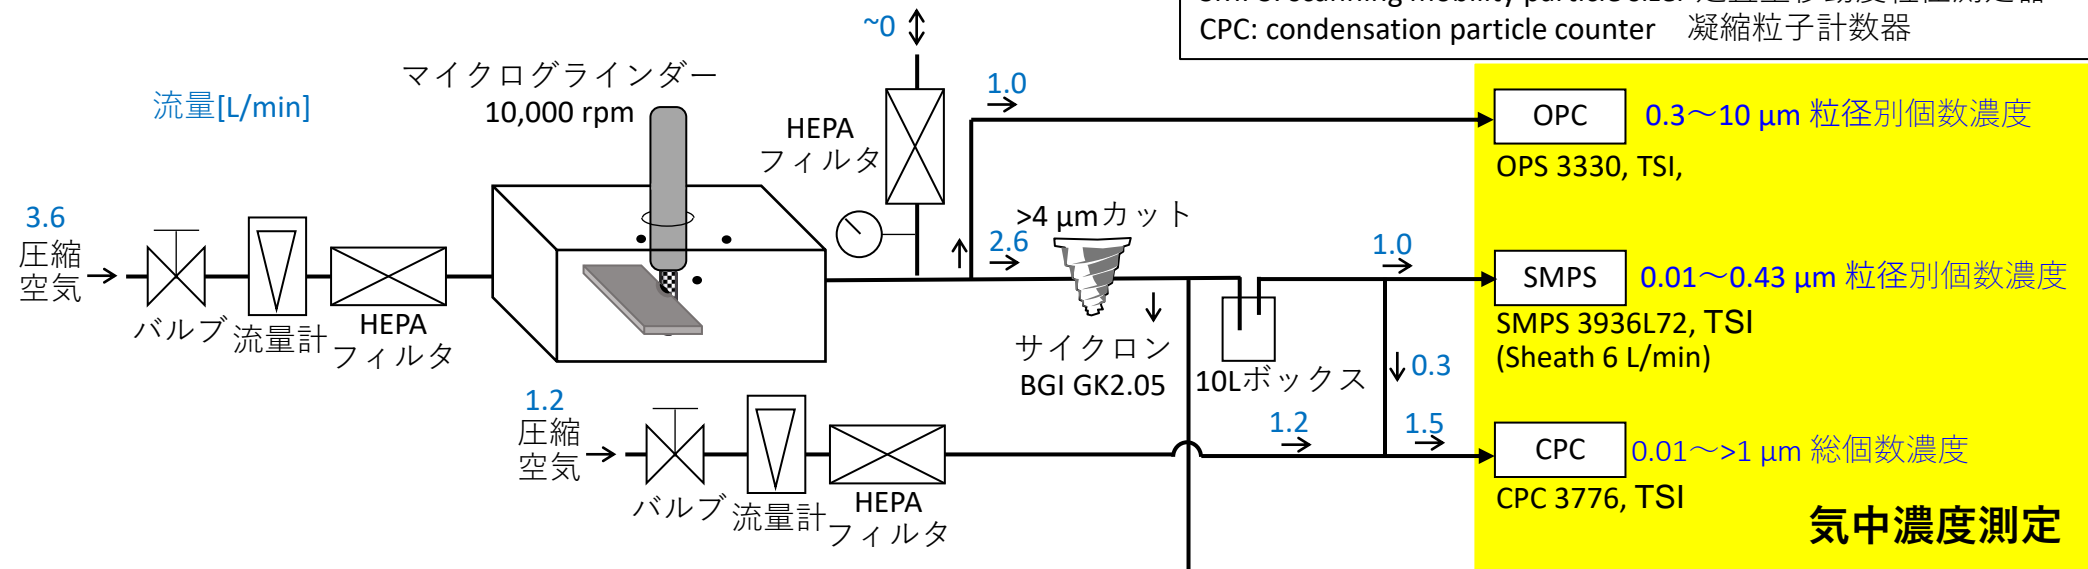 CPC: condensation particle counter 凝縮粒子計数器
流量[L/min]
マイクログラインダー
10,000 rpm
~0
HEPA
フィルタ
1.0
OPC
0.3～10 µm 粒径別個数濃度
OPS 3330, TSI,
3.6
圧縮
空気
バルブ
流量計
HEPA
フィルタ
2.6
>4 µmカット
サイクロン
BGI GK2.05
10Lボックス
1.0
SMPS
0.01～0.43 µm 粒径別個数濃度
SMPS 3936L72, TSI
(Sheath 6 L/min)
0.3
1.2
圧縮
空気
バルブ
流量計
HEPA
フィルタ
1.2
1.5
CPC
0.01～>1 µm 総個数濃度
CPC 3776, TSI
気中濃度測定